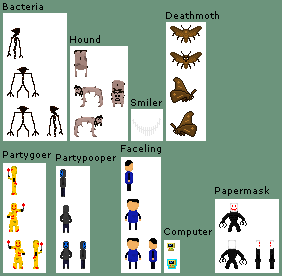 Bacteria
Deathmoth
Hound
Smiler
Partygoer
Partypooper
Faceling
Computer
Papermask